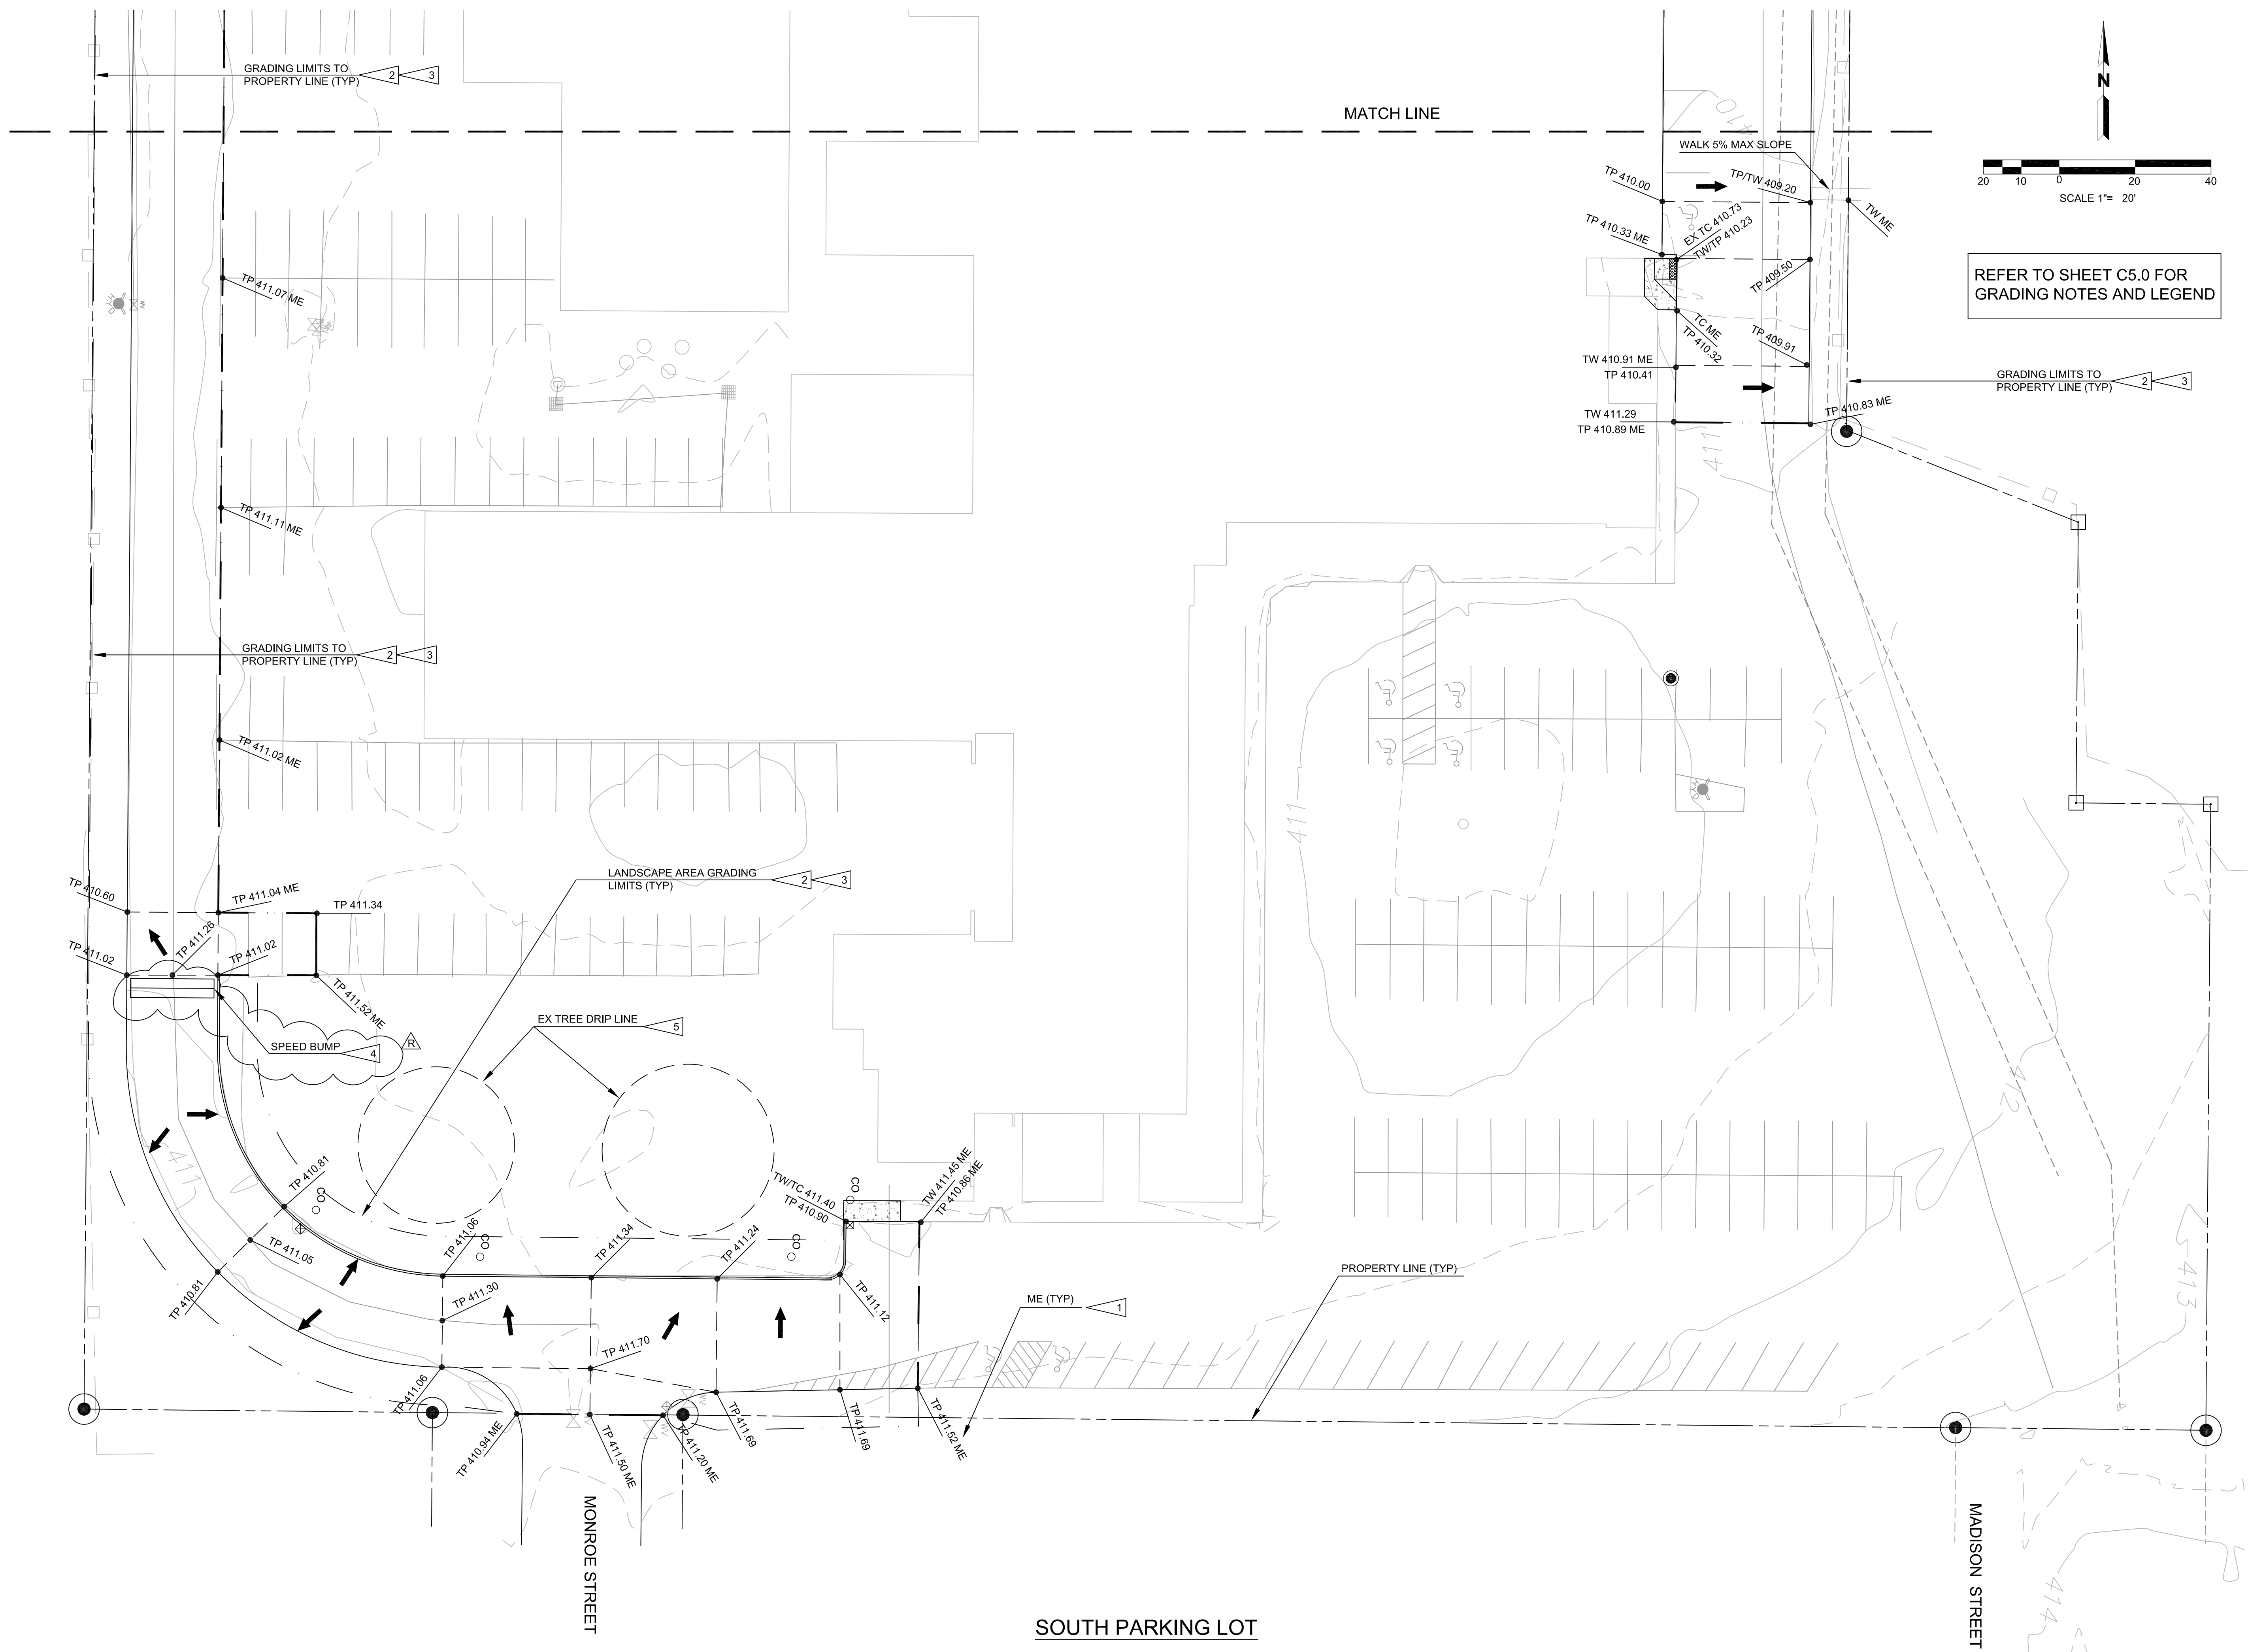 GRADING LIMITS TO
PROPERTY LINE (TYP)
2
3
MATCH LINE
N
20
10
0
20
40
SCALE 1"= 20'
410
WALK 5% MAX SLOPE
TP 410.00
TP/TW 409.20
TW ME
TP 410.33 ME
EX TC 410.73
TW/TP 410.23
TP 409.50
REFER TO SHEET C5.0 FOR
GRADING NOTES AND LEGEND
TP 411.07 ME
WV
TC ME
TP 410.32
TP 409.91
TW 410.91 ME
TP 410.41
GRADING LIMITS TO
PROPERTY LINE (TYP)
2
3
TW 411.29
TP 410.89 ME
TP 410.83 ME
411
TP 411.11 ME
GRADING LIMITS TO
PROPERTY LINE (TYP)
2
3
TP 411.02 ME
411
LANDSCAPE AREA GRADING
LIMITS (TYP)
2
3
TP 410.60
TP 411.04 ME
TP 411.34
TP 411.26
TP 411.02
TP 411.02
TP 411.52 ME
EX TREE DRIP LINE
5
SPEED BUMP
4
R
412
411
TP 410.81
CO
TP 411.05
TP 410.81
TP 411.06
CO
TP 411.34
TP 411.24
CO
TW/TC 411.40
TP 410.90
CO
TW 411.45 ME
TP 410.86 ME
TP 411.30
TP 411.12
TP 411.70
PROPERTY LINE (TYP)
ME (TYP)
1
413
TP 411.06
TP 410.94 ME
TP 411.50 ME
TP 411.20 ME
TP 411.69
TP 411.69
TP 411.52 ME
MONROE STREET
MADISON STREET
414
SOUTH PARKING LOT